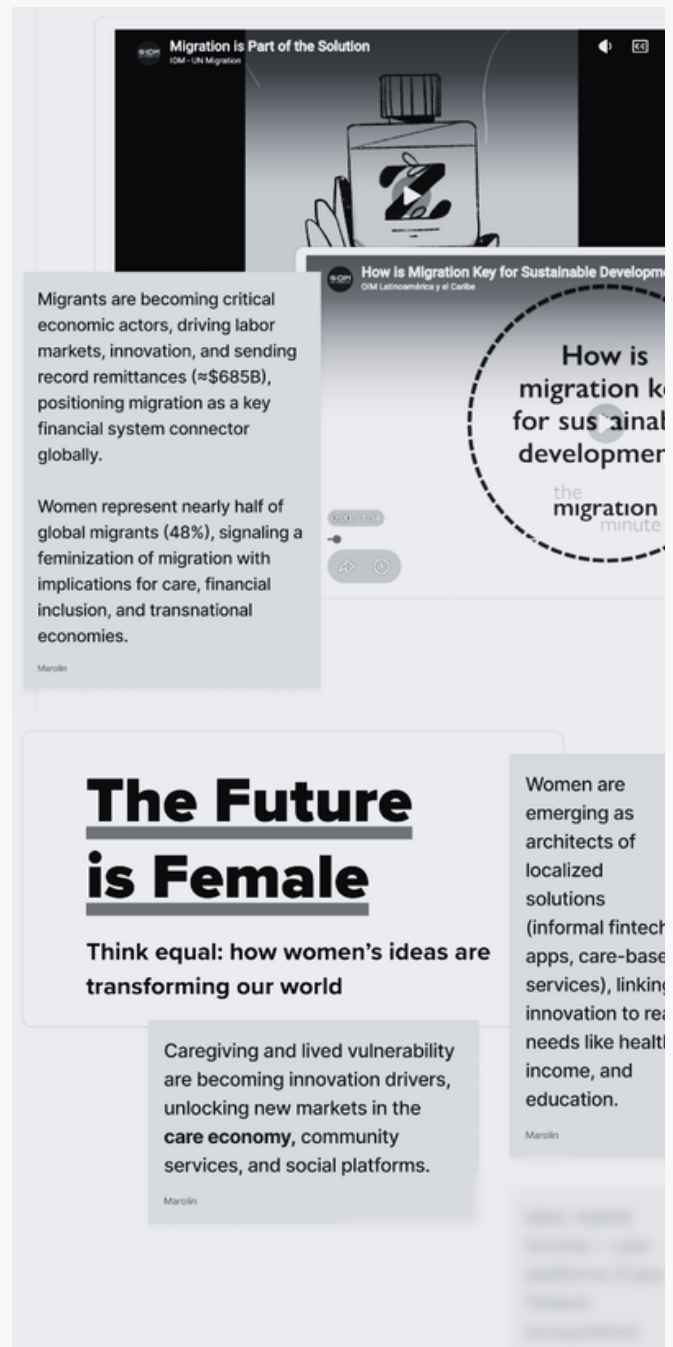 Migration is Part of the Solution
IOM - UN Migration
How is Migration Key for Sustainable Developme
OIM Latinoamérica y el Caribe
How is
migration k
for sus ainab
developmen
the
migration
minute
Migrants are becoming critical
economic actors, driving labor
markets, innovation, and sending
record remittances (≈$685B),
positioning migration as a key
financial system connector
globally.
Women represent nearly half of
global migrants (48%), signaling a
feminization of migration with
implications for care, financial
inclusion, and transnational
economies.
Marolin
The Future
is Female
Think equal: how women's ideas are
transforming our world
Women are
emerging as
architects of
localized
solutions
(informal fintech
apps, care-base
services), linking
innovation to rea
needs like healt
income, and
education.
Marolin
Caregiving and lived vulnerability
are becoming innovation drivers,
unlocking new markets in the
care economy, community
services, and social platforms.
Marolin